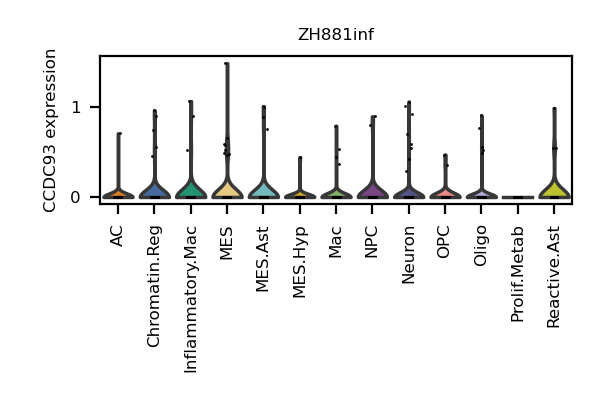 ZH881inf
CCDC93 expression
1
0
AC
Chromatin.Reg
Inflammatory.Mac
MES
MES.Ast
MES.Hyp
Mac
NPC
Neuron
OPC
Oligo
Prolif.Metab
Reactive.Ast